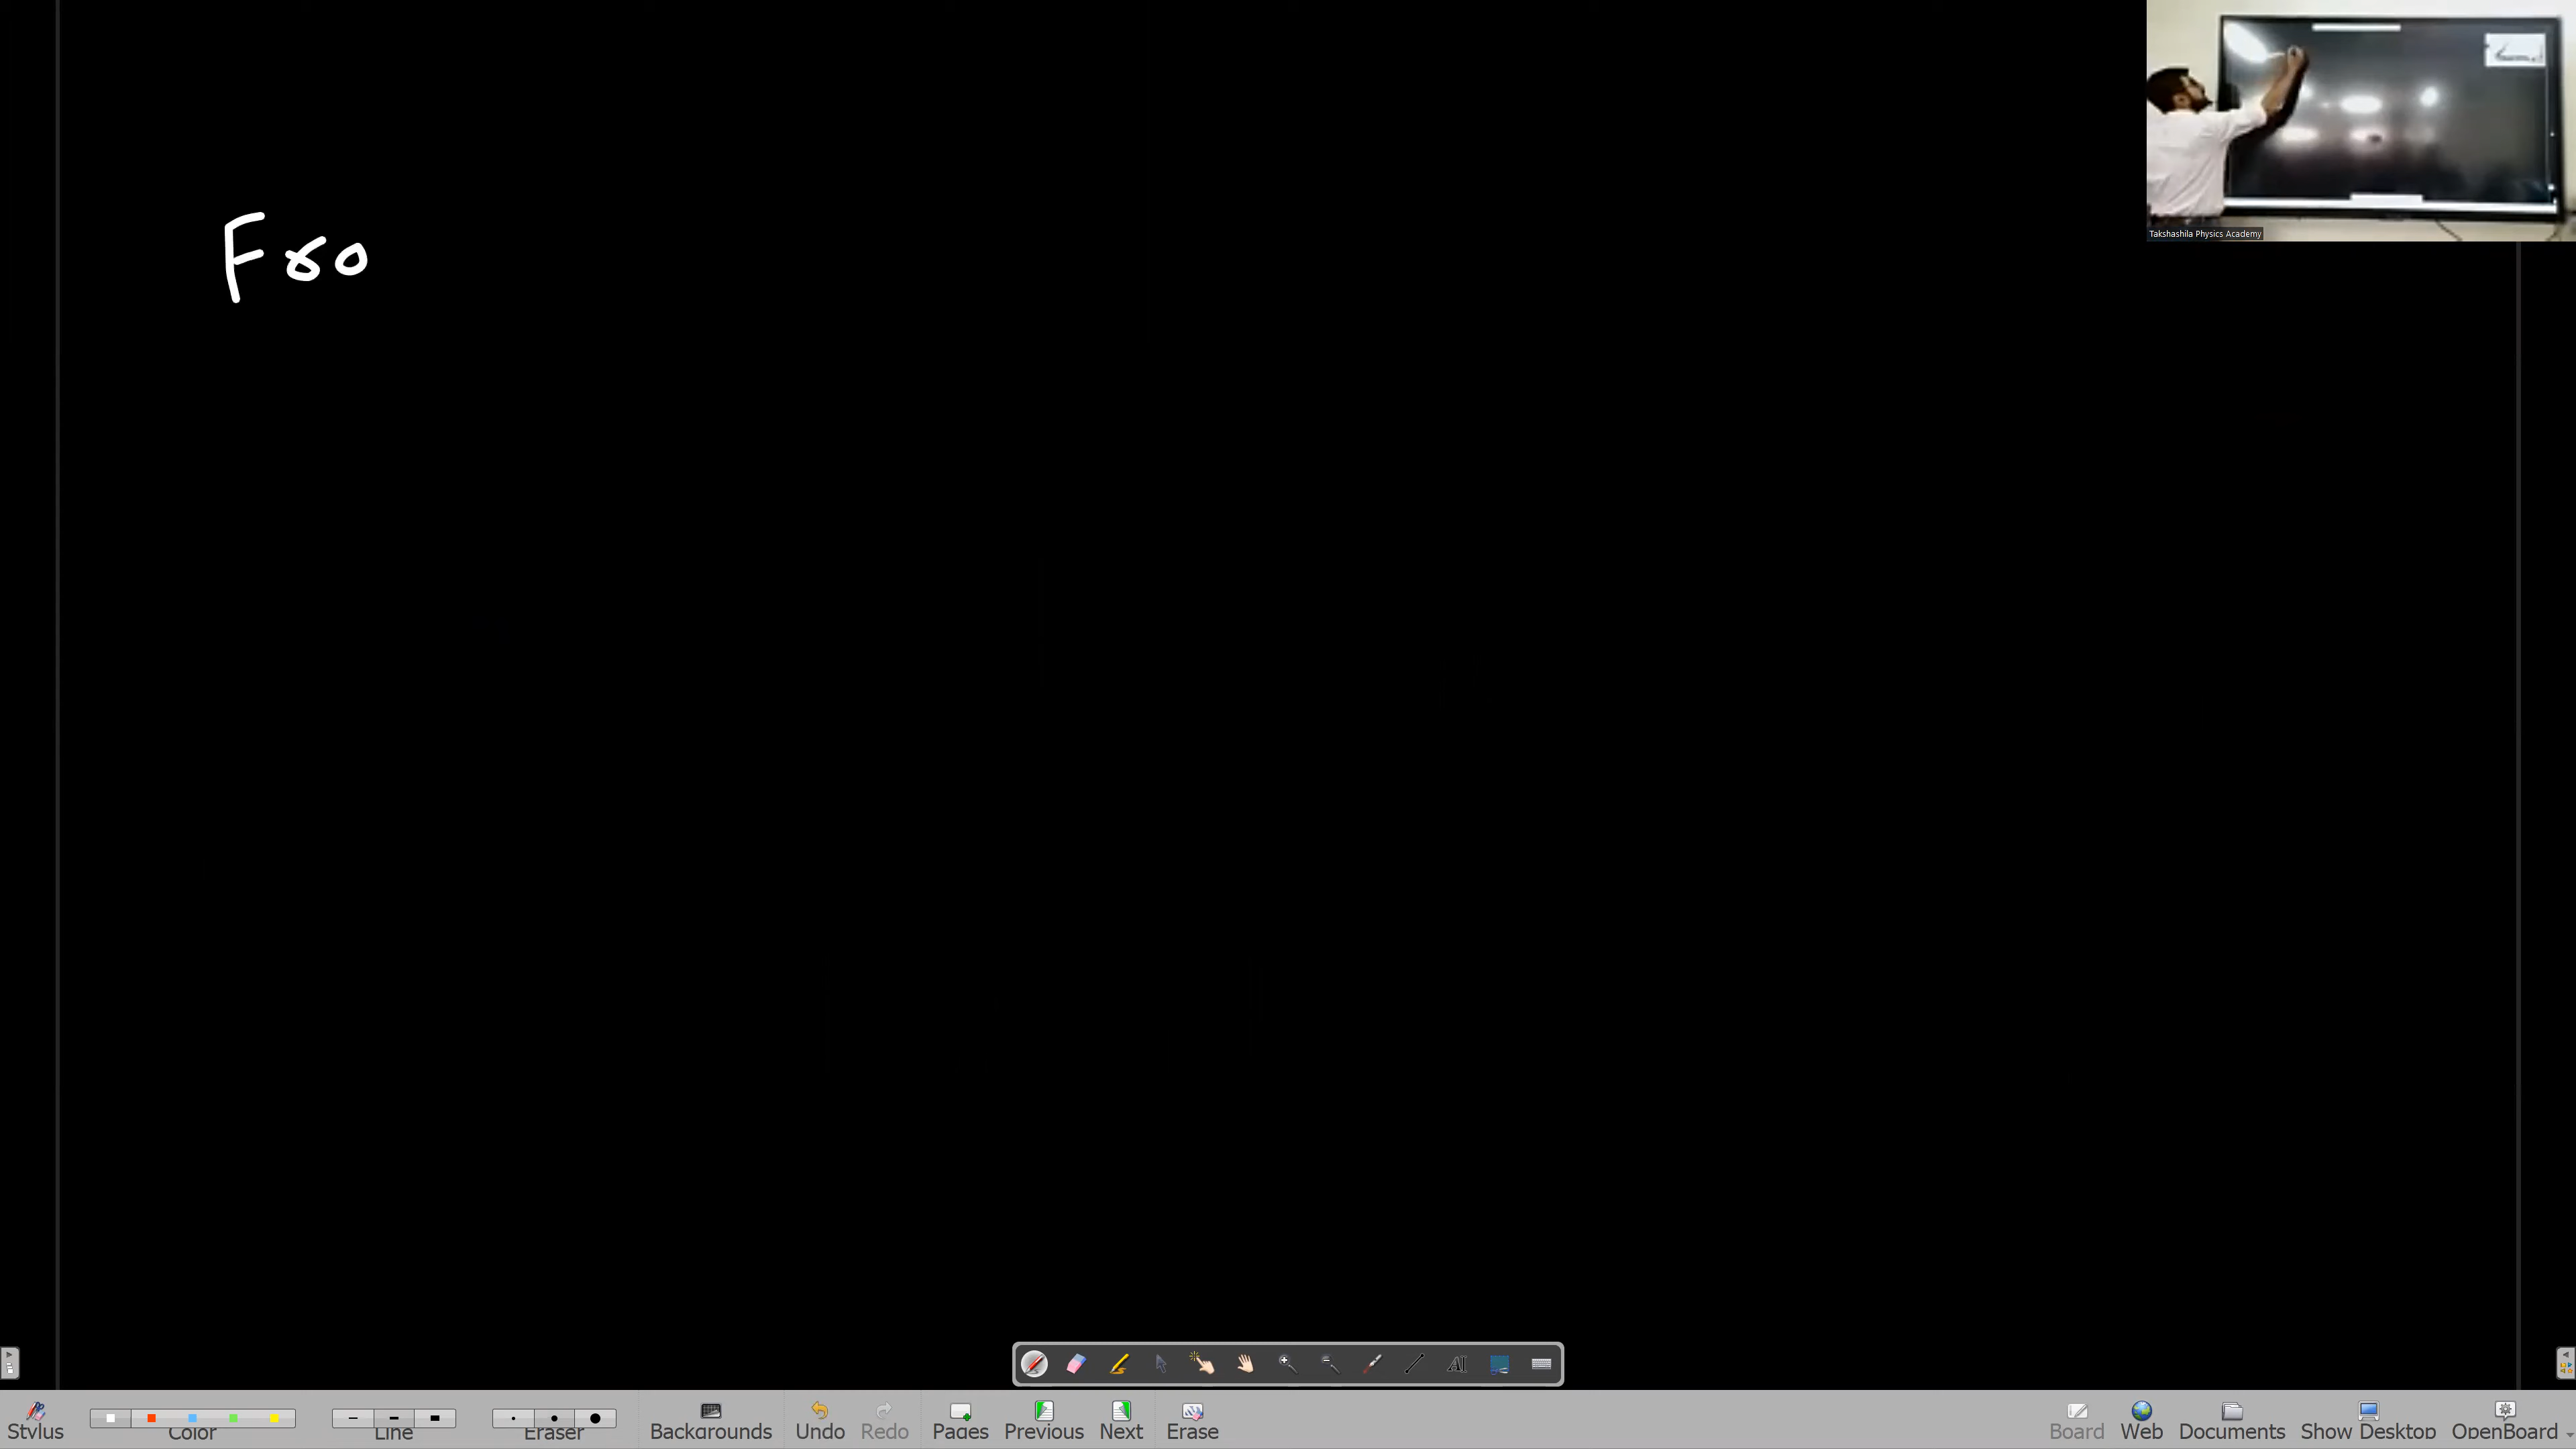 Fro
Takshashila Physics Academy
Stylus
Color
Line
Eraser
Backgrounds
Undo
Redo
Pages
Previous
Next
Erase
Board
Web
Documents
Show Desktop
OpenBoard